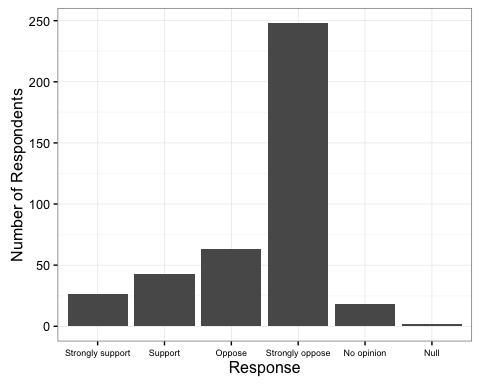 250
200
150
100
50
0
Number of Respondents
Strongly support Support Oppose Strongly oppose No opinion Null
Response